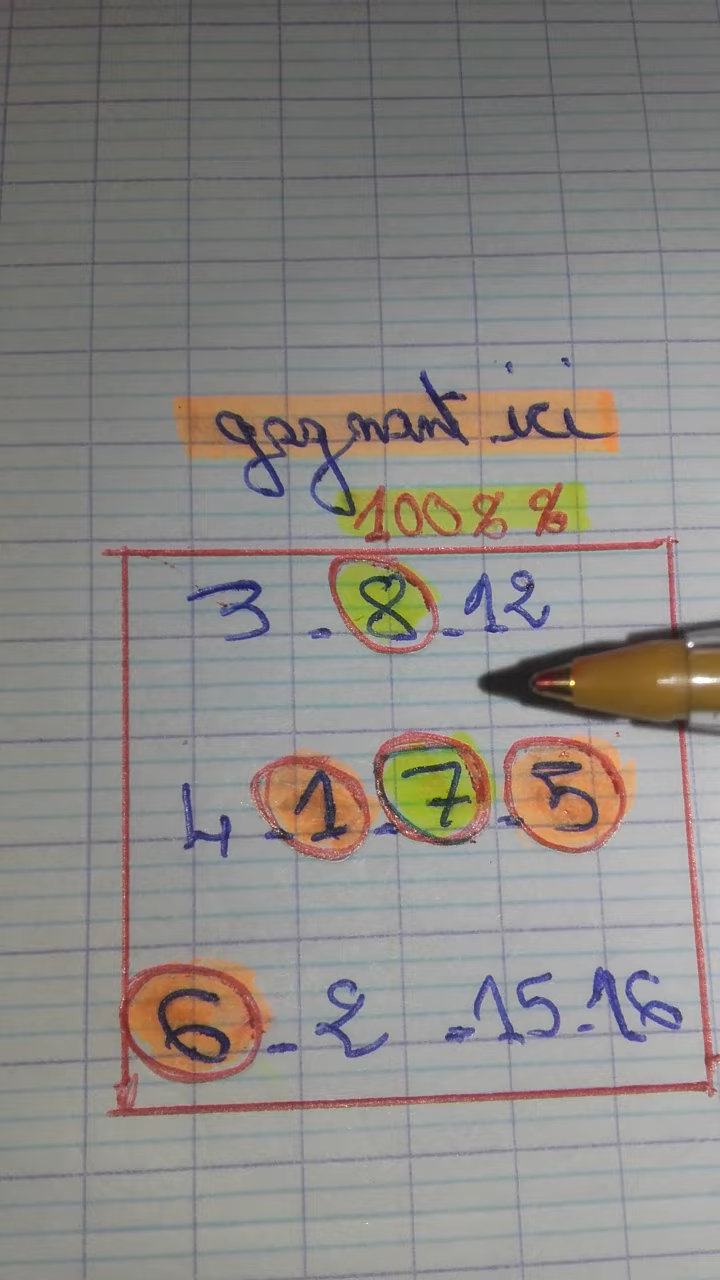 gagnant ici
100%%
3 . 8 . 12
4 . 1 . 7 . 5
6 . 2 . 15 . 16